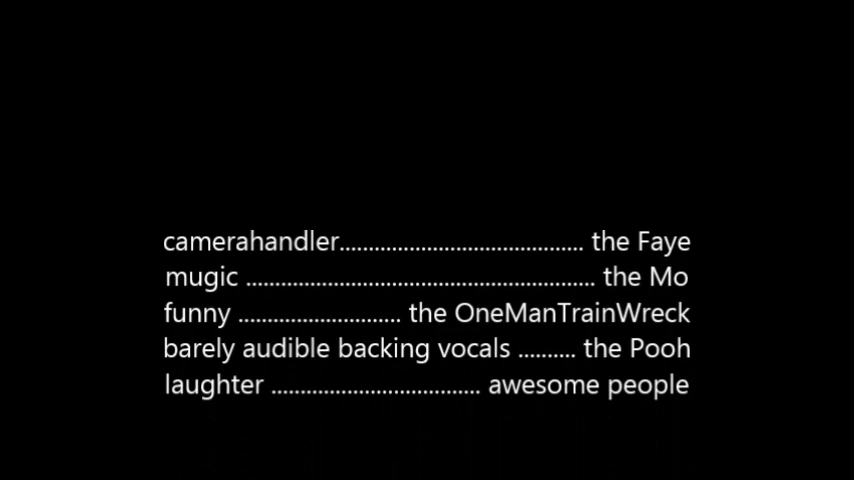 camerahandler.......................................... the Faye
mugic ............................................................ the Mo
funny ............................ the OneManTrainWreck
barely audible backing vocals .......... the Pooh
laughter .................................... awesome people